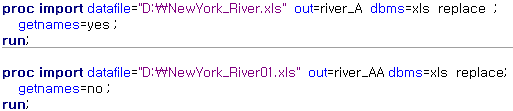 proc import datafile="D:₩NewYork_River.xls" out=river_A dbms=xls replace ;
getnames=yes ;
run;
proc import datafile="D:₩NewYork_River01.xls" out=river_AA dbms=xls replace;
getnames=no ;
run;